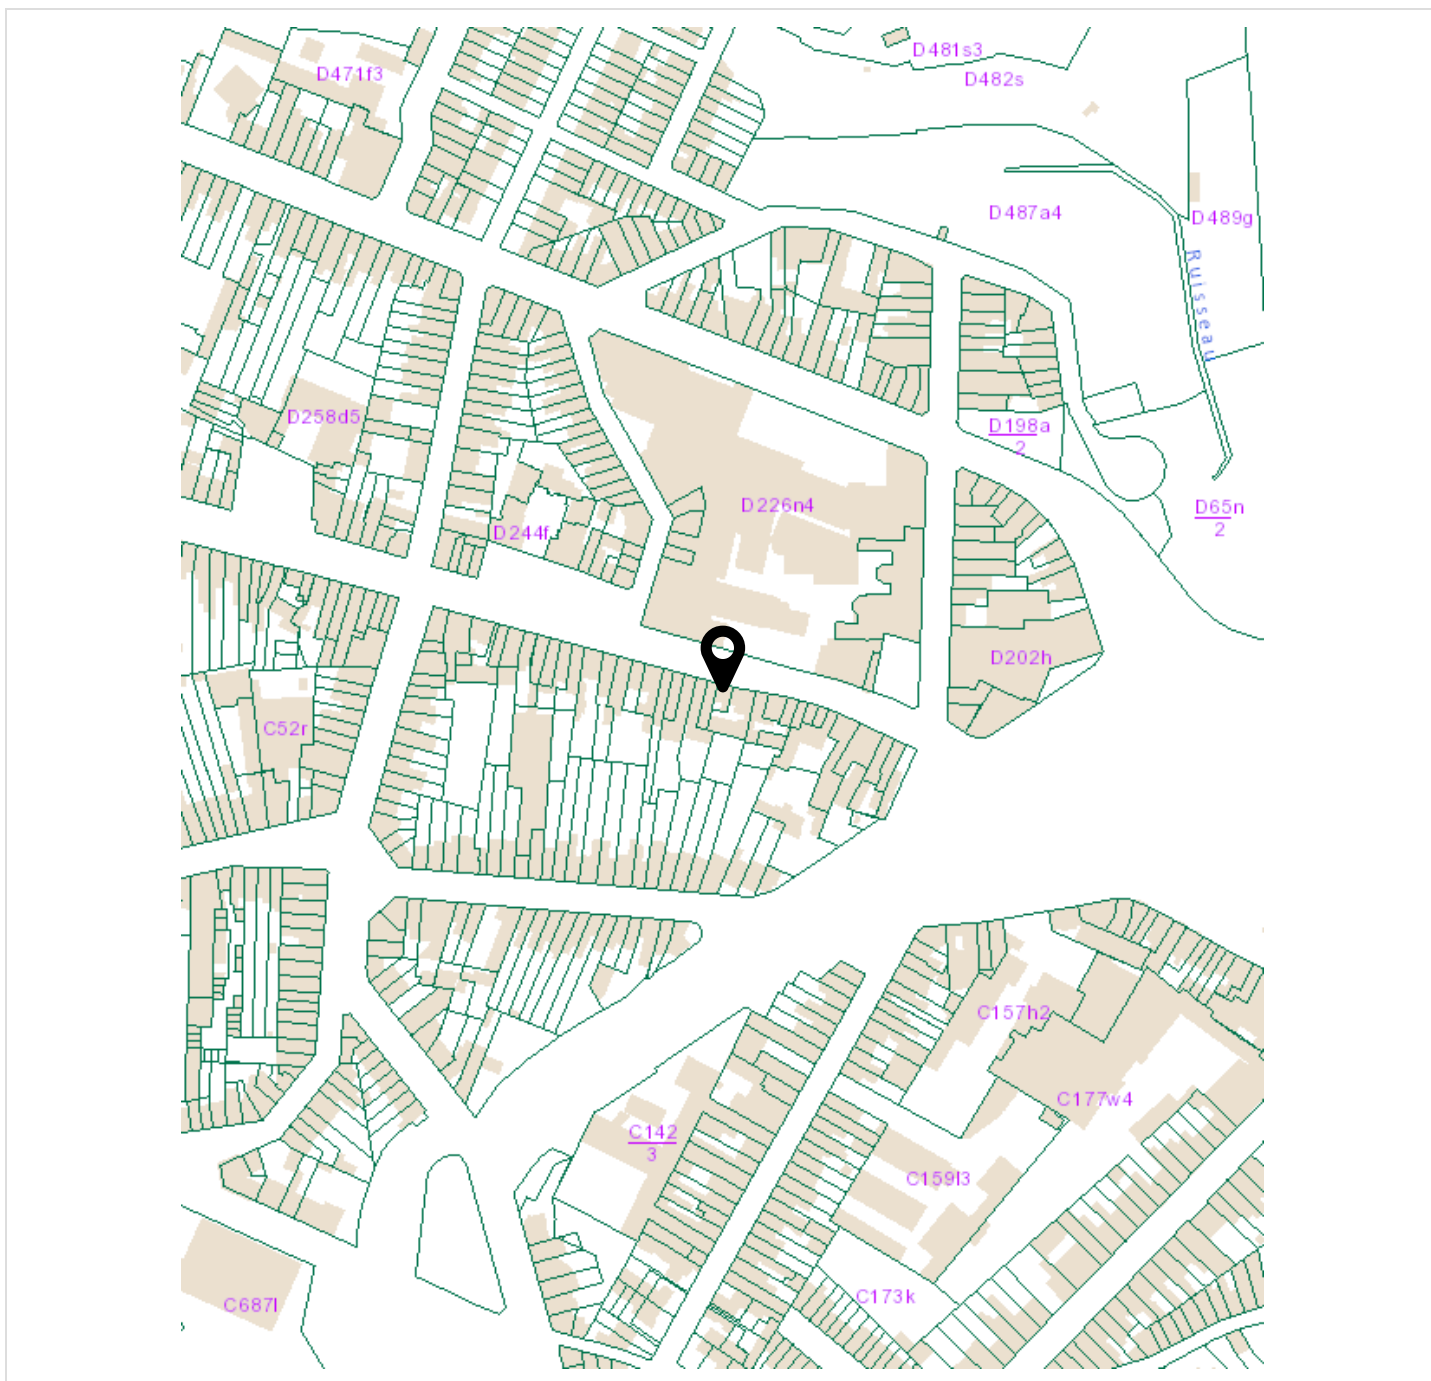 D481s3
D471f3
D482s
D487a4
D489g
Ruisseau
D258d5
D198a
2
D226n4
D65n
2
D244f
D202h
C52r
C157h2
C177w4
C142
3
C159l3
C173k
C687l